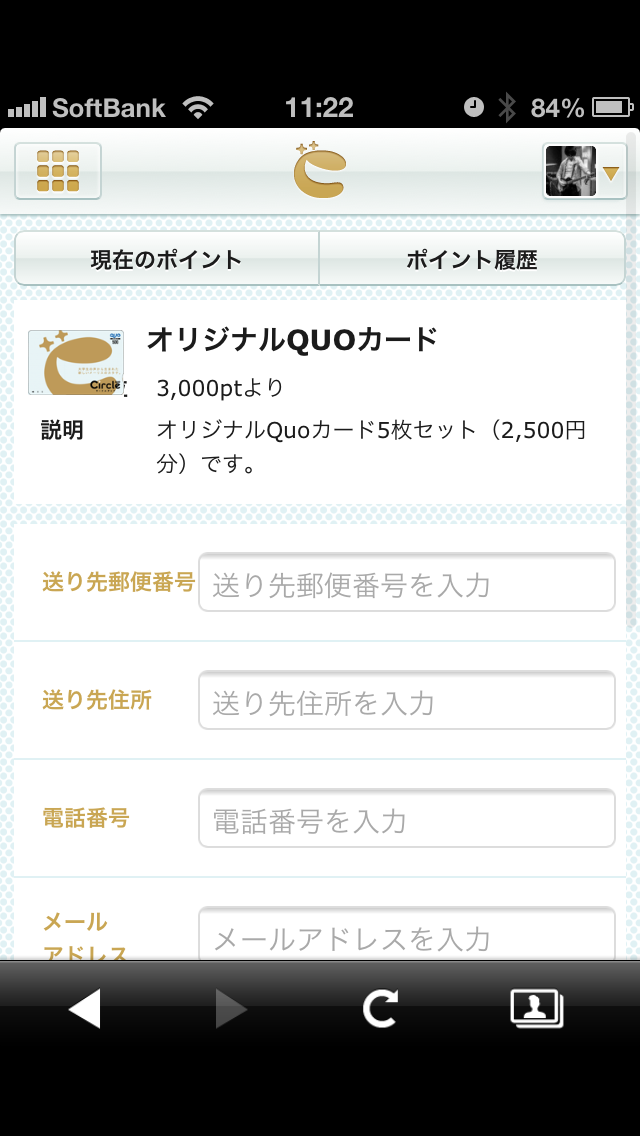 SoftBank 11:22 84%
現在のポイント ポイント履歴
オリジナルQUOカード
Circle
3,000ptより
説明 オリジナルQuoカード5枚セット（2,500円
分）です。
送り先郵便番号 送り先郵便番号を入力
送り先住所 送り先住所を入力
電話番号 電話番号を入力
メール
アドレス メールアドレスを入力